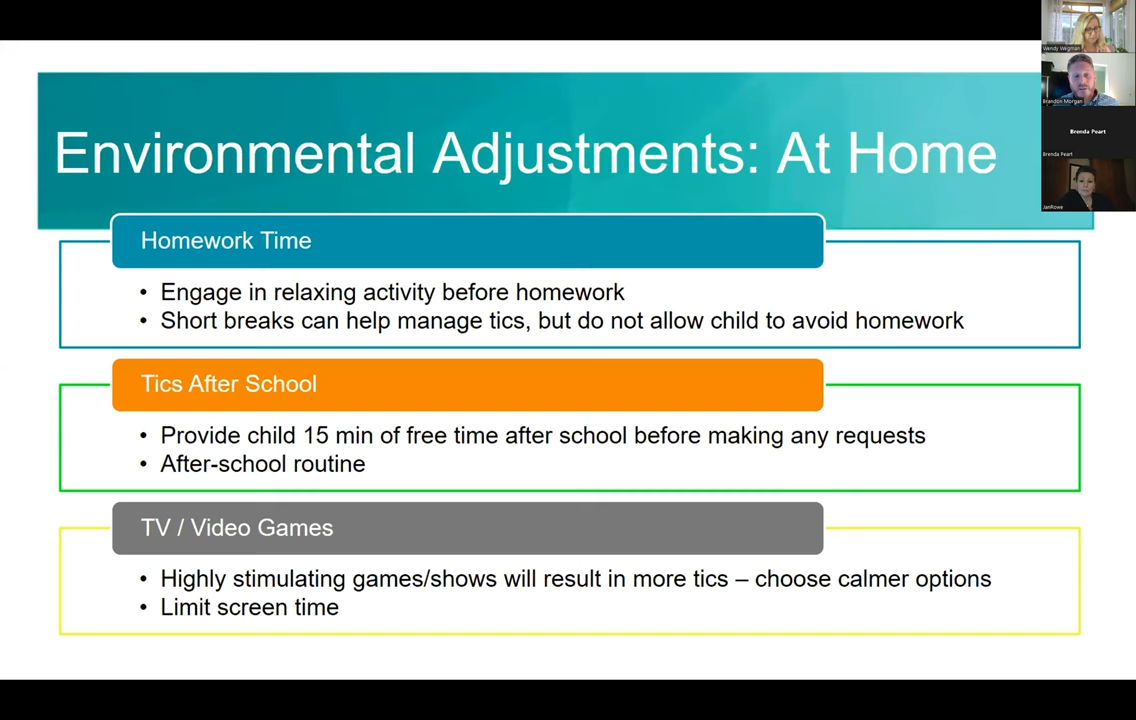 Environmental Adjustments: At Home
Homework Time
• Engage in relaxing activity before homework
• Short breaks can help manage tics, but do not allow child to avoid homework
Tics After School
• Provide child 15 min of free time after school before making any requests
• After-school routine
TV / Video Games
• Highly stimulating games/shows will result in more tics – choose calmer options
• Limit screen time
Wendy Wegman
Brandon Morgan
Brenda Peart
Brenda Peart
JanRowe